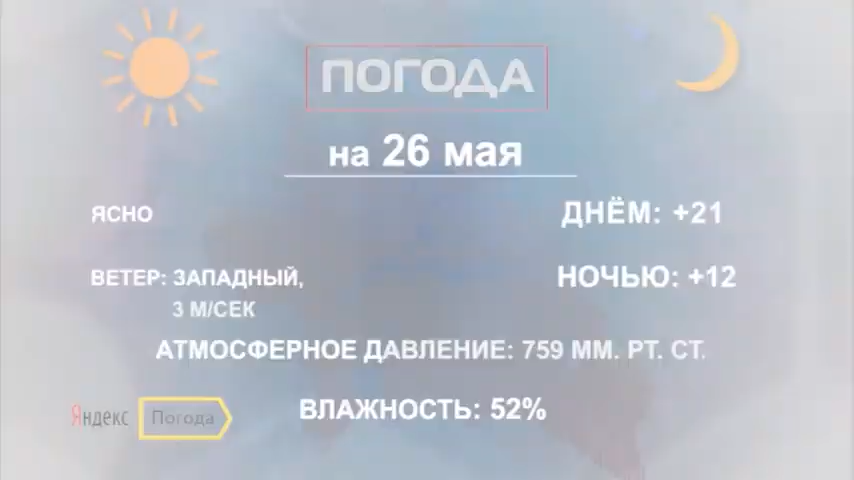 ПОГОДА
на 26 мая
ЯСНО
ДНЁМ: +21
ВЕТЕР: ЗАПАДНЫЙ,
3 М/СЕК
НОЧЬЮ: +12
АТМОСФЕРНОЕ ДАВЛЕНИЕ: 759 ММ. РТ. СТ.
ВЛАЖНОСТЬ: 52%
Яндекс Погода